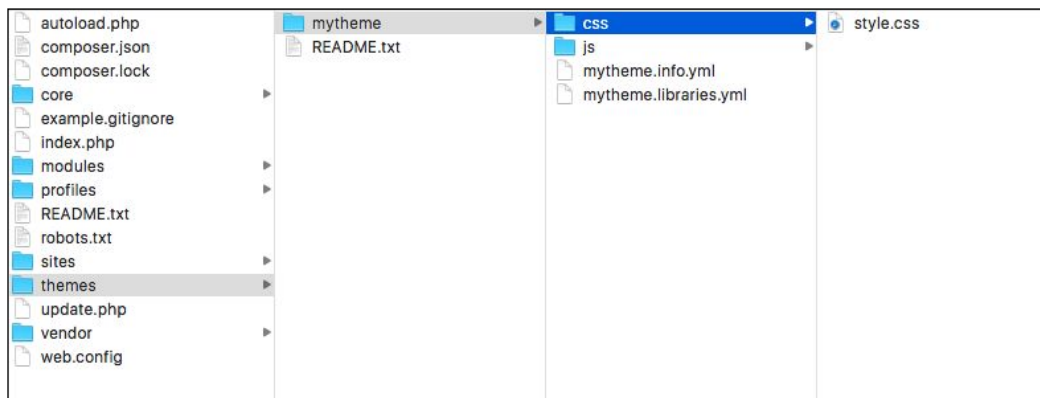 autoload.php
composer.json
composer.lock
core
example.gitignore
index.php
modules
profiles
README.txt
robots.txt
sites
themes
update.php
vendor
web.config
mytheme
README.txt
css
js
mytheme.info.yml
mytheme.libraries.yml
style.css